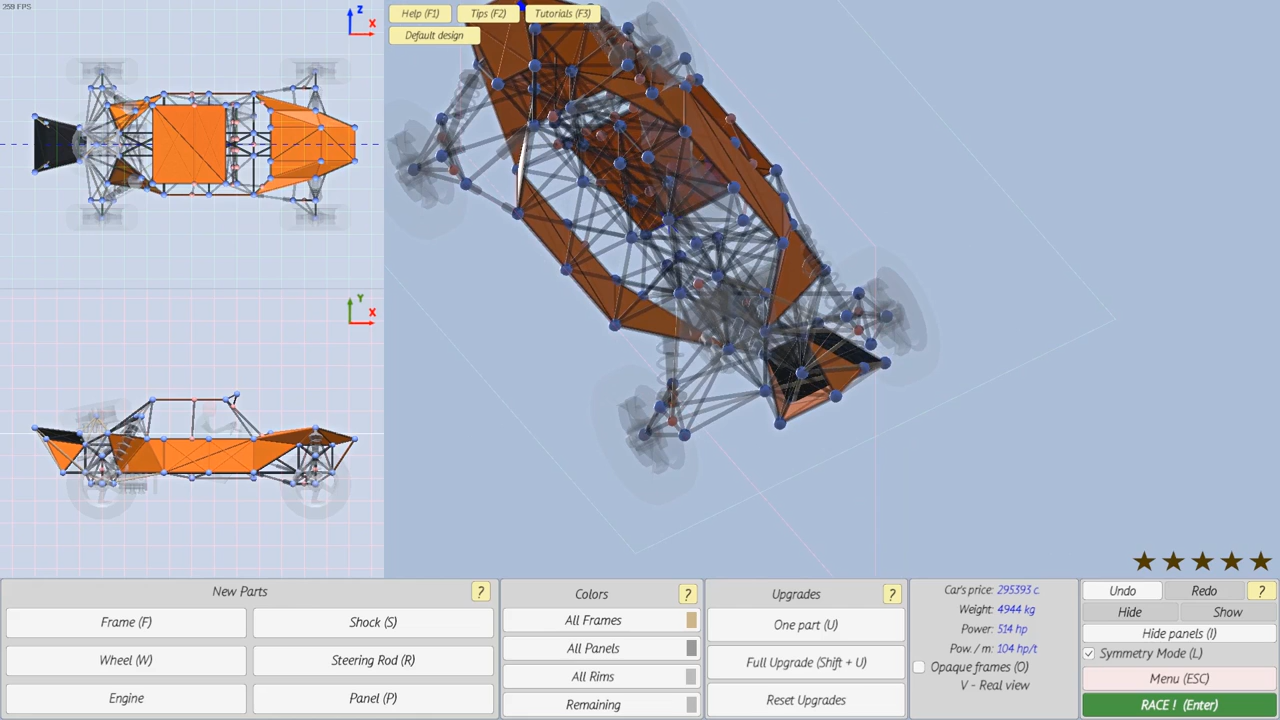 259 FPS
Z
X
Help (F1)
Tips (F2)
Tutorials (F3)
Default design
Y
X
New Parts
?
Frame (F)
Shock (S)
Wheel (W)
Steering Rod (R)
Engine
Panel (P)
Colors
?
All Frames
All Panels
All Rims
Remaining
Upgrades
?
One part (U)
Full Upgrade (Shift + U)
Reset Upgrades
Car's price: 295393 c.
Weight: 4944 kg
Power: 514 hp
Pow. / m: 104 hp/t
Opaque frames (O)
V - Real view
Undo
Redo
?
Hide
Show
Hide panels (I)
Symmetry Mode (L)
Menu (ESC)
RACE ! (Enter)